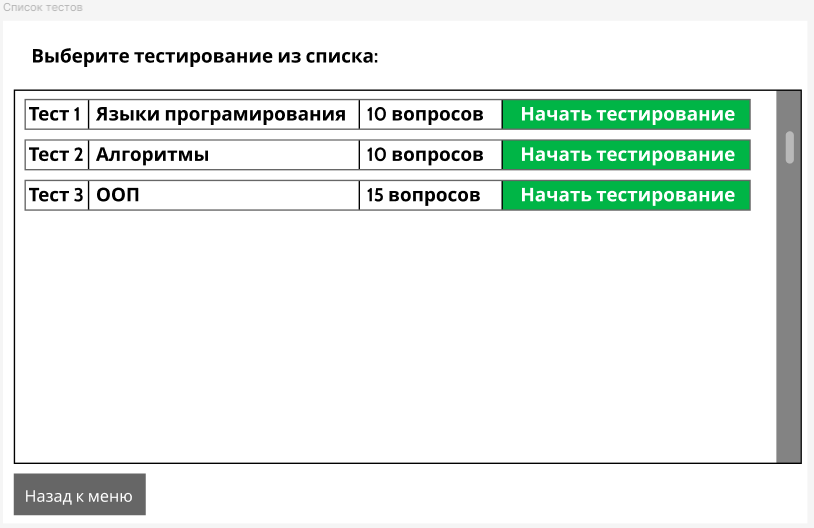 Список тестов
Выберите тестирование из списка:
Тест 1 Языки програмирования 10 вопросов Начать тестирование
Тест 2 Алгоритмы 10 вопросов Начать тестирование
Тест 3 ООП 15 вопросов Начать тестирование
Назад к меню